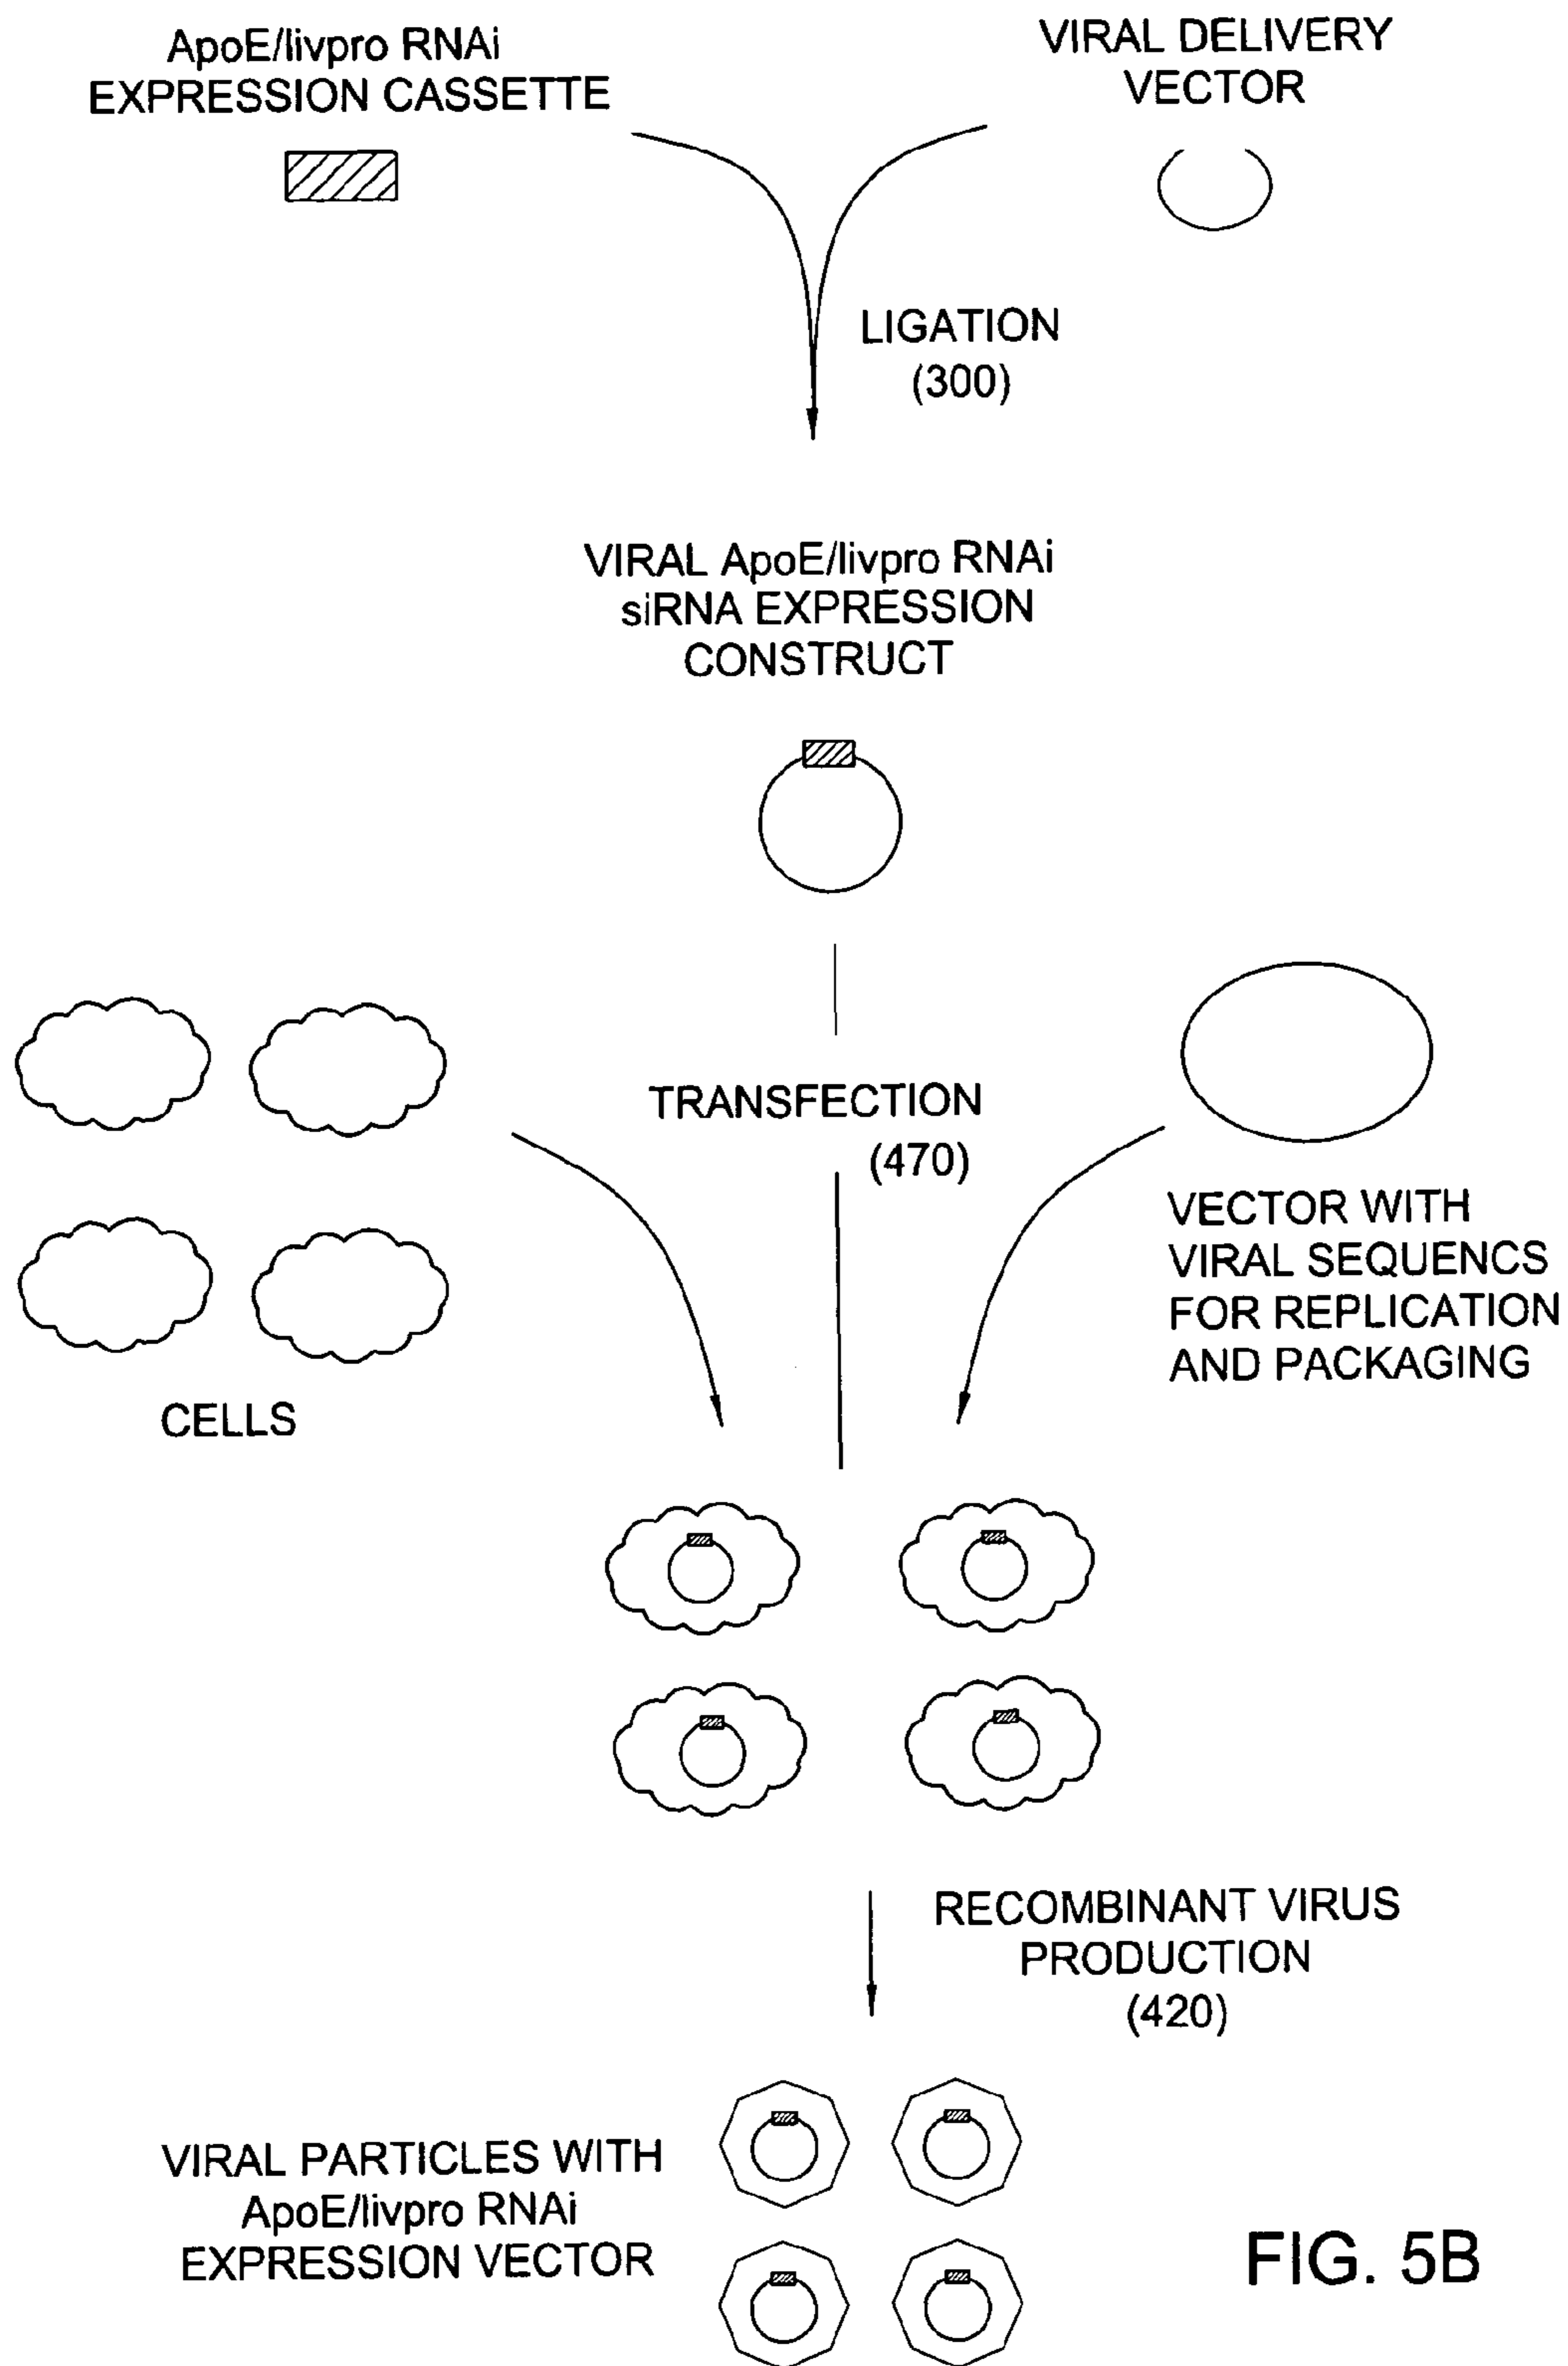 ApoE/livpro RNAi
EXPRESSION CASSETTE
VIRAL DELIVERY
VECTOR
LIGATION
(300)
VIRAL ApoE/livpro RNAi
siRNA EXPRESSION
CONSTRUCT
TRANSFECTION
(470)
VECTOR WITH
VIRAL SEQUENCS
FOR REPLICATION
AND PACKAGING
CELLS
RECOMBINANT VIRUS
PRODUCTION
(420)
VIRAL PARTICLES WITH
ApoE/livpro RNAi
EXPRESSION VECTOR
FIG. 5B